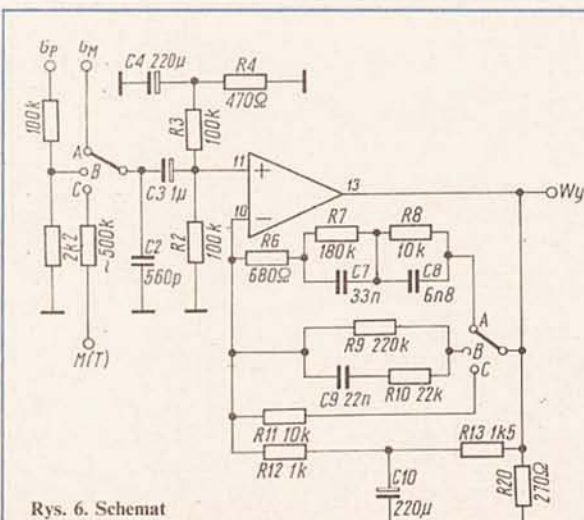 GP
GM
C4 220µ
R4
470Ω
100k
R3
100k
A
B
C
C3 1µ
11
+
13
Wy
10
−
R2
100k
2k2
~500k
C2
560p
M(T)
R6
680Ω
R7
180k
R8
10k
C7
33n
C8
6n8
A
B
C
R9 220k
C9 22n
R10 22k
R11 10k
R12 1k
R13 1k5
C10
220µ
R20
270Ω
Rys. 6. Schemat